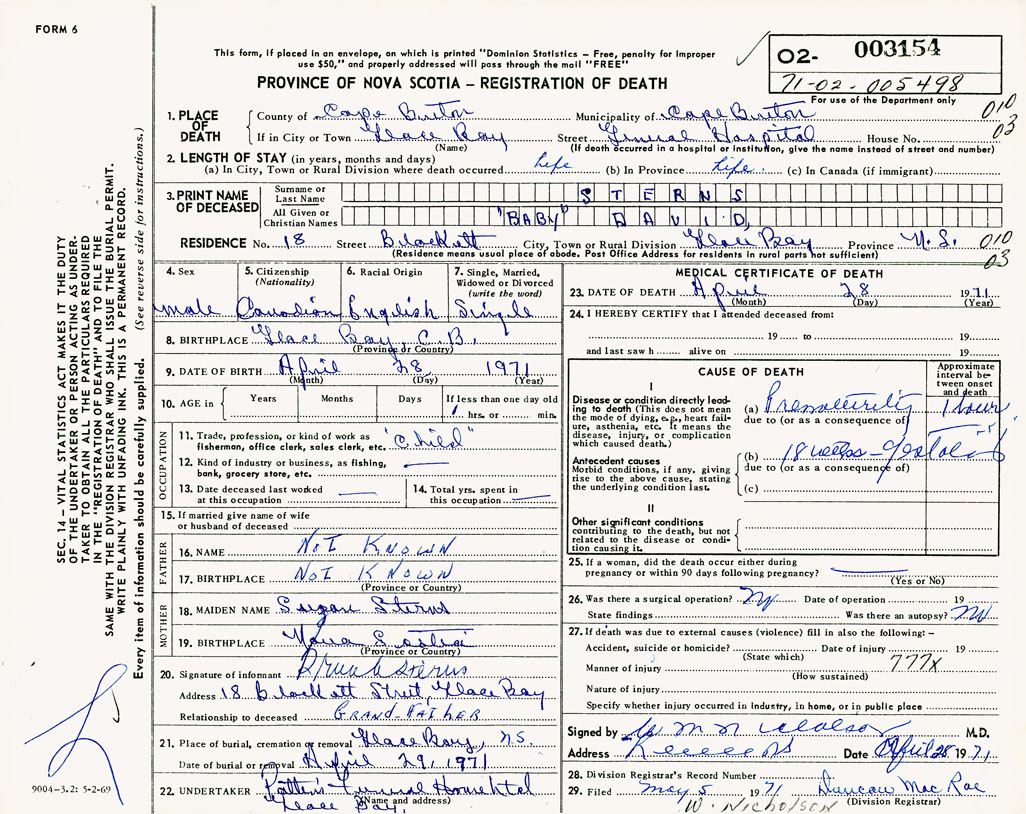 FORM 6
This form, if placed in an envelope, on which is printed "Dominion Statistics – Free, penalty for improper
use $50," and properly addressed will pass through the mail "FREE"
O2- 003154
71-02-005498
For use of the Department only
PROVINCE OF NOVA SCOTIA – REGISTRATION OF DEATH
1. PLACE OF DEATH
County of Cape Breton Municipality of Cape Breton 010
If in City or Town Glace Bay Street General Hospital House No. 03
(Name) (If death occurred in a hospital or institution, give the name instead of street and number)
2. LENGTH OF STAY (in years, months and days)
(a) In City, Town or Rural Division where death occurred Life (b) In Province Life (c) In Canada (if immigrant)
3. PRINT NAME OF DECEASED
Surname or Last Name STERNS
All Given or Christian Names "BABY" DAVID
RESIDENCE No. 18 Street Brackett City, Town or Rural Division Glace Bay Province N.S. 010
(Residence means usual place of abode. Post Office Address for residents in rural parts not sufficient) 03
4. Sex
male
5. Citizenship (Nationality)
Canadian
6. Racial Origin
English
7. Single, Married, Widowed or Divorced (write the word)
Single
8. BIRTHPLACE Glace Bay, C.B.
(Province or Country)
9. DATE OF BIRTH April 28 1971
(Month) (Day) (Year)
10. AGE in
Years Months Days If less than one day old
1 hrs. or min.
OCCUPATION
11. Trade, profession, or kind of work as
fisherman, office clerk, sales clerk, etc. "Child"
12. Kind of industry or business, as fishing,
bank, grocery store, etc.
13. Date deceased last worked
at this occupation
14. Total yrs. spent in
this occupation
15. If married give name of wife
or husband of deceased
FATHER
16. NAME NOT KNOWN
17. BIRTHPLACE NOT KNOWN
(Province or Country)
MOTHER
18. MAIDEN NAME Susan Sterns
19. BIRTHPLACE Nova Scotia
(Province or Country)
20. Signature of informant Sterns
Address 18 Brackett Street, Glace Bay
Relationship to deceased GRAND-FATHER
21. Place of burial, cremation or removal Glace Bay, N.S.
Date of burial or removal April 29, 1971
22. UNDERTAKER Patten's Funeral Home Ltd
Glace Bay,
(Name and address)
MEDICAL CERTIFICATE OF DEATH
23. DATE OF DEATH April 28 1971
(Month) (Day) (Year)
24. I HEREBY CERTIFY that I attended deceased from:
19 to 19
and last saw h alive on 19
CAUSE OF DEATH
Approximate interval between onset and death
I
Disease or condition directly leading to death (This does not mean the mode of dying, e.g., heart failure, asthenia, etc. It means the disease, injury, or complication which caused death.)
(a) Prematurity 1 hour
due to (or as a consequence of)
Antecedent causes
Morbid conditions, if any, giving rise to the above cause, stating the underlying condition last.
(b) 18 weeks – gestation
due to (or as a consequence of)
(c)
II
Other significant conditions
contributing to the death, but not related to the disease or condition causing it.
25. If a woman, did the death occur either during
pregnancy or within 90 days following pregnancy?
(Yes or No)
26. Was there a surgical operation? Date of operation 19
State findings Was there an autopsy?
27. If death was due to external causes (violence) fill in also the following:–
Accident, suicide or homicide? Date of injury 19
(State which) 777x
Manner of injury
(How sustained)
Nature of injury
Specify whether injury occurred in Industry, in home, or in public place
Signed by M.D.
Address Date April 28 1971
28. Division Registrar's Record Number
29. Filed May 5 1971 Duncan MacRae
W. NICHOLSON (Division Registrar)
SEC. 14 – VITAL STATISTICS ACT MAKES IT THE DUTY
OF THE UNDERTAKER OR PERSON ACTING AS UNDER-
TAKER TO OBTAIN ALL THE PARTICULARS REQUIRED
IN THE "REGISTRATION OF DEATH" AND TO FILE THE
SAME WITH THE DIVISION REGISTRAR WHO SHALL ISSUE THE BURIAL PERMIT.
WRITE PLAINLY WITH UNFADING INK. THIS IS A PERMANENT RECORD.
Every item of information should be carefully supplied. (See reverse side for instructions.)
9004-3.2: 5-2-69